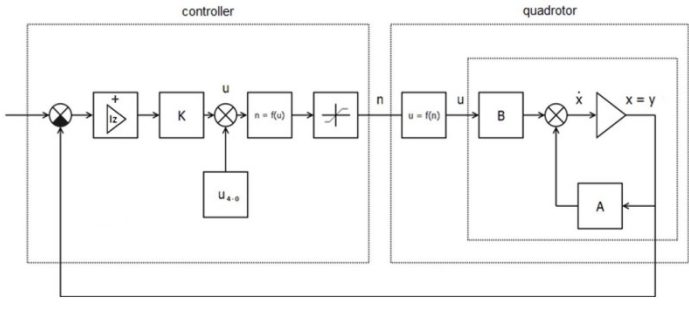 controller
quadrotor
+
Iz
K
u
n = f(u)
u₄₋₀
n
u = f(n)
u
B
ẋ
x = y
A